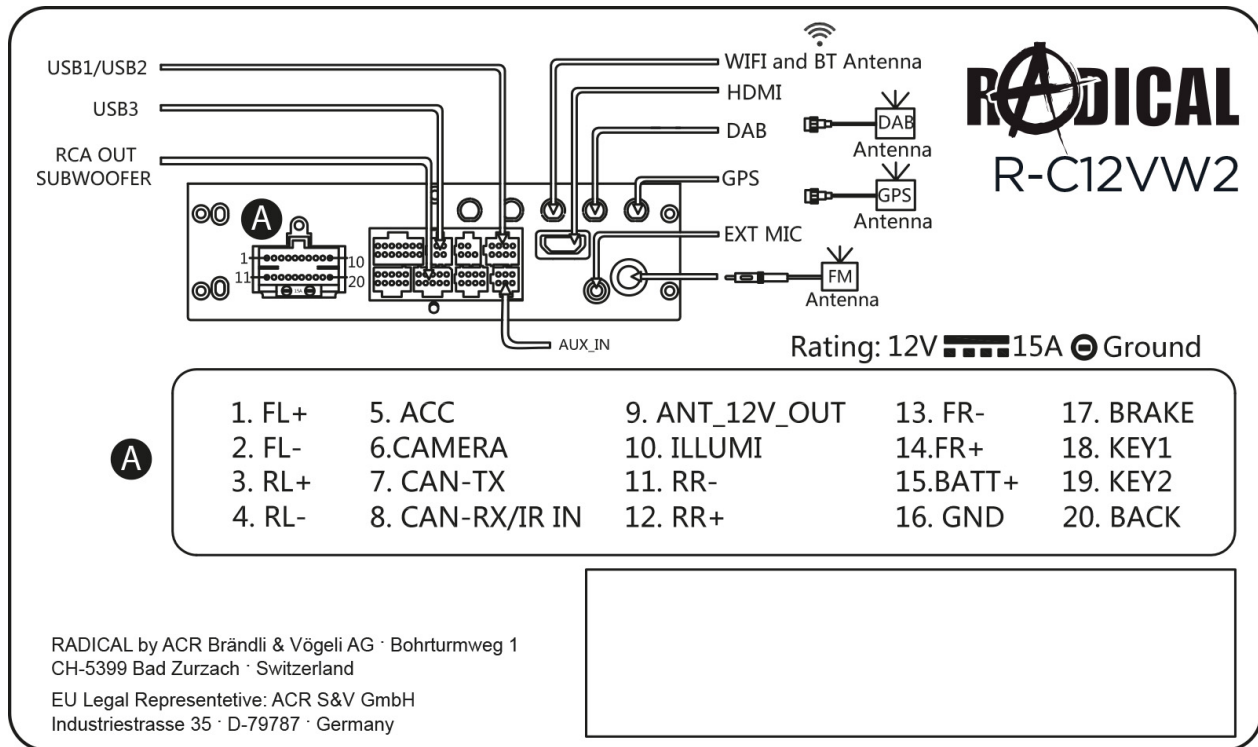 USB1/USB2
USB3
RCA OUT
SUBWOOFER
WIFI and BT Antenna
HDMI
DAB
GPS
EXT MIC
DAB
Antenna
GPS
Antenna
FM
Antenna
RADICAL
R-C12VW2
A
1
10
11
20
15A
AUX_IN
Rating: 12V 15A Ground
A
1. FL+
2. FL-
3. RL+
4. RL-
5. ACC
6.CAMERA
7. CAN-TX
8. CAN-RX/IR IN
9. ANT_12V_OUT
10. ILLUMI
11. RR-
12. RR+
13. FR-
14.FR+
15.BATT+
16. GND
17. BRAKE
18. KEY1
19. KEY2
20. BACK
RADICAL by ACR Brändli & Vögeli AG · Bohrturmweg 1
CH-5399 Bad Zurzach · Switzerland
EU Legal Representetive: ACR S&V GmbH
Industriestrasse 35 · D-79787 · Germany